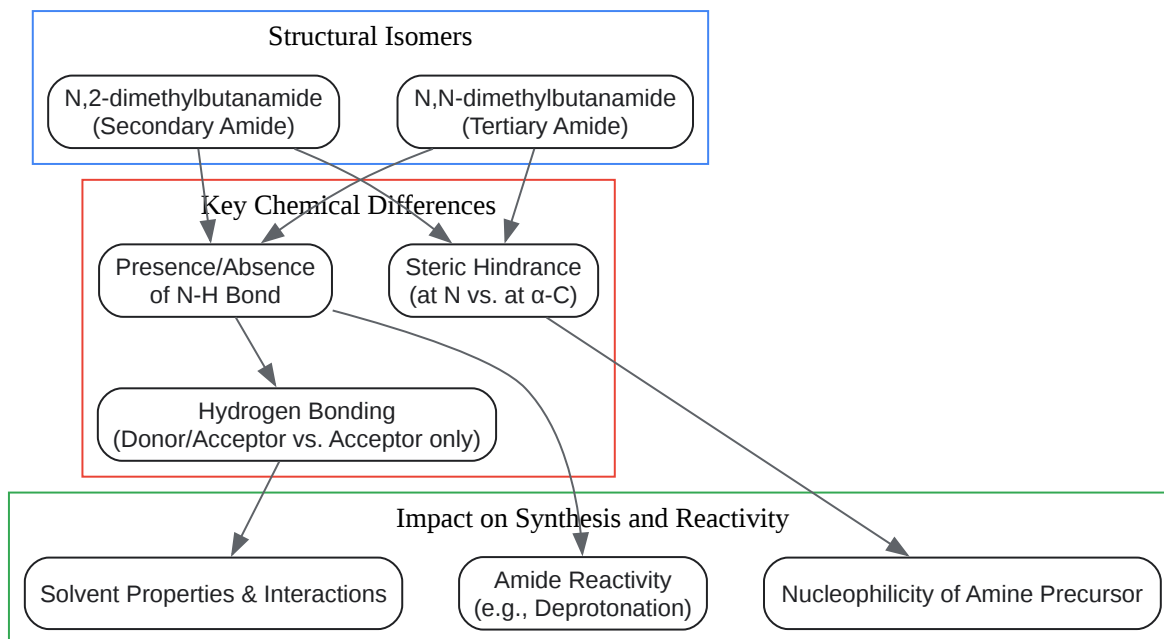 Structural Isomers
N,2-dimethylbutanamide
(Secondary Amide)
N,N-dimethylbutanamide
(Tertiary Amide)
Key Chemical Differences
Presence/Absence
of N-H Bond
Steric Hindrance
(at N vs. at α-C)
Hydrogen Bonding
(Donor/Acceptor vs. Acceptor only)
Impact on Synthesis and Reactivity
Solvent Properties & Interactions
Amide Reactivity
(e.g., Deprotonation)
Nucleophilicity of Amine Precursor